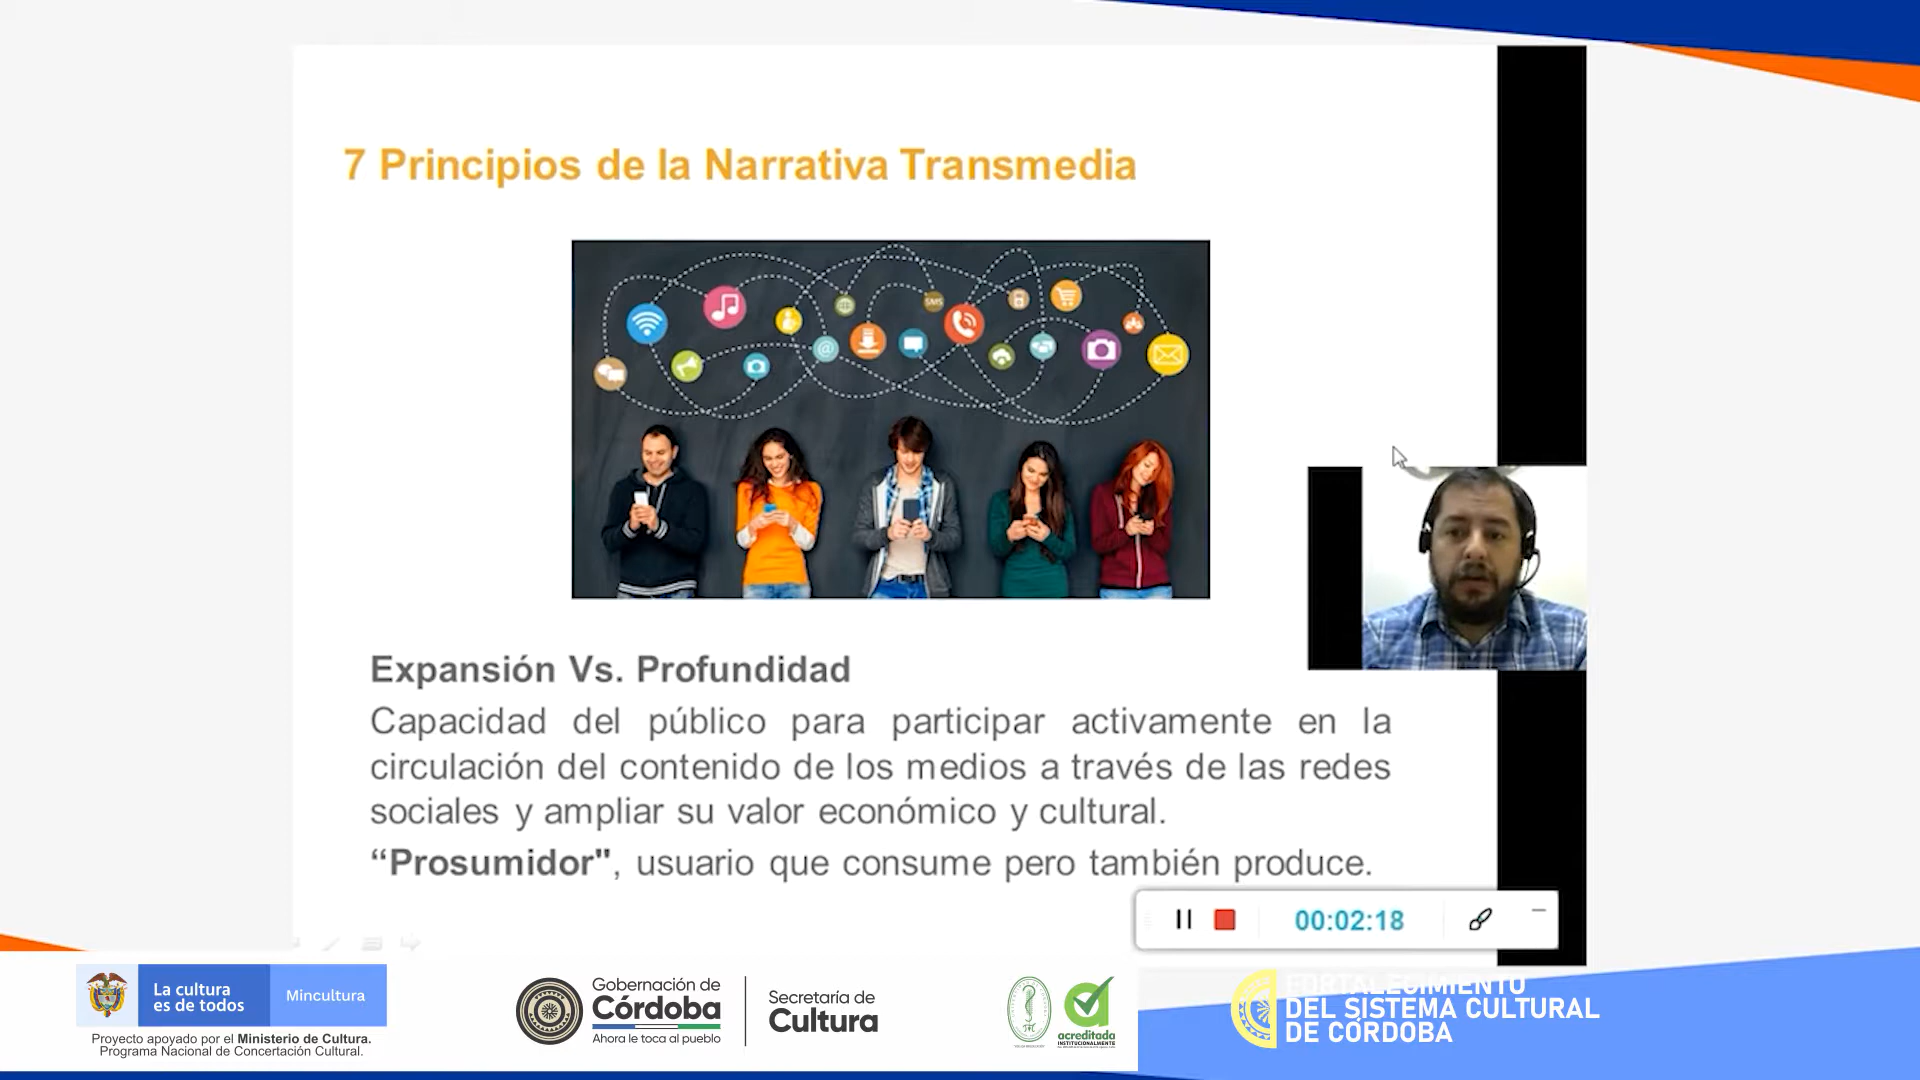 7 Principios de la Narrativa Transmedia
SMS
@
Expansión Vs. Profundidad
Capacidad del público para participar activamente en la
circulación del contenido de los medios a través de las redes
sociales y ampliar su valor económico y cultural.
“Prosumidor", usuario que consume pero también produce.
00:02:18
La cultura
es de todos
Mincultura
Proyecto apoyado por el Ministerio de Cultura.
Programa Nacional de Concertación Cultural.
Gobernación de
Córdoba
Ahora le toca al pueblo
Secretaría de
Cultura
acreditada
INSTITUCIONALMENTE
FORTALECIMIENTO
DEL SISTEMA CULTURAL
DE CÓRDOBA